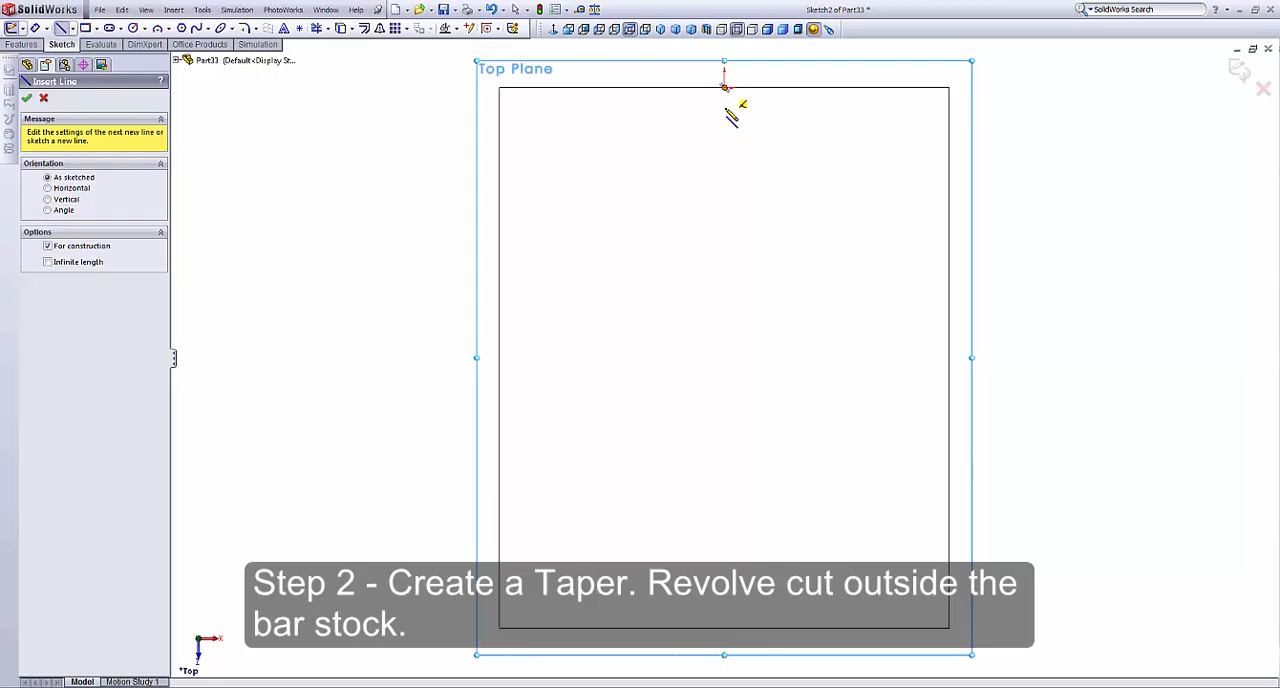 SolidWorks File Edit View Insert Tools Simulation PhotoWorks Window Help Sketch2 of Part33 * SolidWorks Search
Features Sketch Evaluate DimXpert Office Products Simulation
Part33 (Default<Display St...
Insert Line ?
Message
Edit the settings of the next new line or
sketch a new line.
Orientation
As sketched
Horizontal
Vertical
Angle
Options
For construction
Infinite length
Top Plane
Step 2 - Create a Taper. Revolve cut outside the
bar stock.
X
*Top
Model Motion Study 1